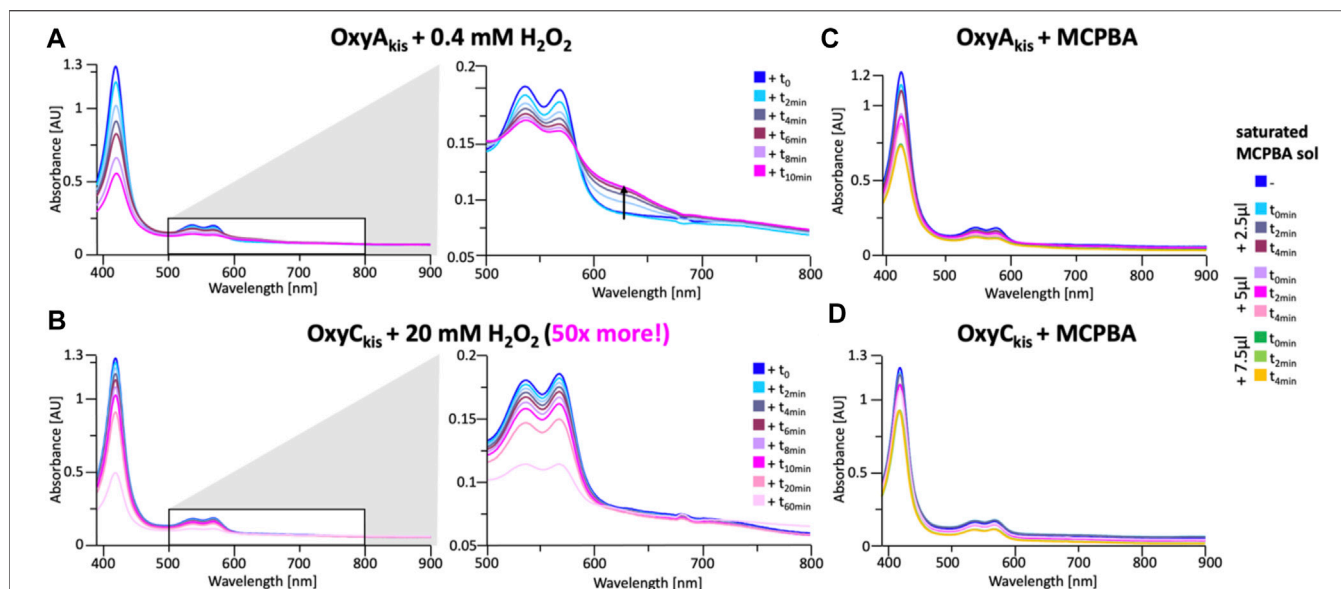 A
OxyAkis + 0.4 mM H2O2
1.3
1
0.5
0
Absorbance [AU]
400 500 600 700 800 900
Wavelength [nm]
0.2
0.15
0.1
0.05
Absorbance [AU]
500 600 700 800
Wavelength [nm]
+ t0
+ t2min
+ t4min
+ t6min
+ t8min
+ t10min
C
OxyAkis + MCPBA
1.2
1
0.5
0
Absorbance [AU]
400 500 600 700 800 900
Wavelength [nm]
saturated
MCPBA sol
-
+ 2.5µl
t0min
t2min
t4min
+ 5µl
t0min
t2min
t4min
+ 7.5µl
t0min
t2min
t4min
B
OxyCkis + 20 mM H2O2 (50x more!)
1.3
1
0.5
0
Absorbance [AU]
400 500 600 700 800 900
Wavelength [nm]
0.2
0.15
0.1
0.05
Absorbance [AU]
500 600 700 800
Wavelength [nm]
+ t0
+ t2min
+ t4min
+ t6min
+ t8min
+ t10min
+ t20min
+ t60min
D
OxyCkis + MCPBA
1.3
1
0.5
0
Absorbance [AU]
400 500 600 700 800 900
Wavelength [nm]